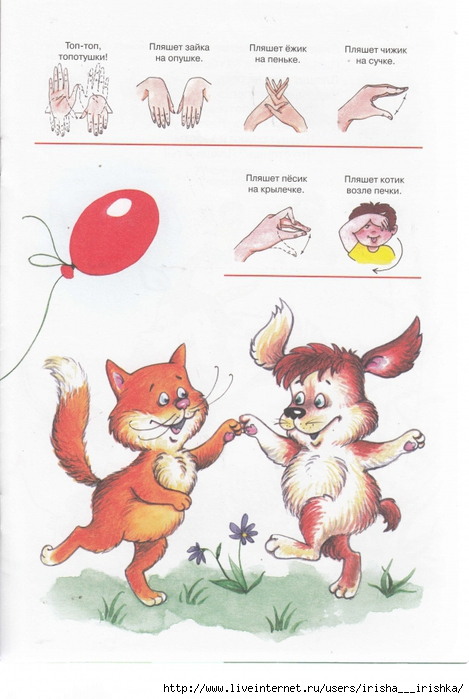 Топ-топ,
топотушки!
Пляшет зайка
на опушке.
Пляшет ёжик
на пеньке.
Пляшет чижик
на сучке.
Пляшет пёсик
на крылечке.
Пляшет котик
возле печки.
http://www.liveinternet.ru/users/irisha___irishka/